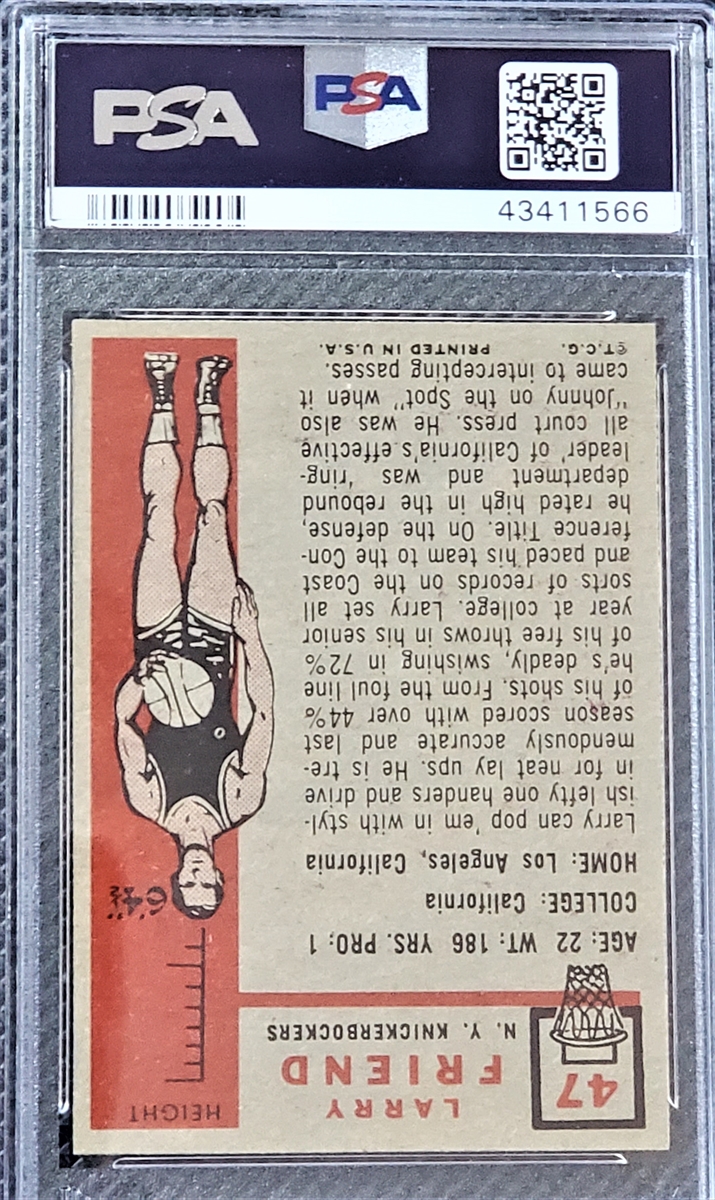 PSA
PSA
43411566
47
LARRY
FRIEND
N. Y. KNICKERBOCKERS
AGE: 22 WT: 186 YRS. PRO: 1
COLLEGE: California
HOME: Los Angeles, California
Larry can pop 'em in with styl-
ish lefty one handers and drive
in for neat lay ups. He is tre-
mendously accurate and last
season scored with over 44%
of his shots. From the foul line
he's deadly, swishing in 72%
of his free throws in his senior
year at college. Larry set all
sorts of records on the Coast
and paced his team to the Con-
ference Title. On the defense,
he rated high in the rebound
department and was 'ring-
leader' of California's effective
all court press. He was also
"Johnny on the Spot" when it
came to intercepting passes.
©T.C.G. PRINTED IN U.S.A.
HEIGHT
6'4½"